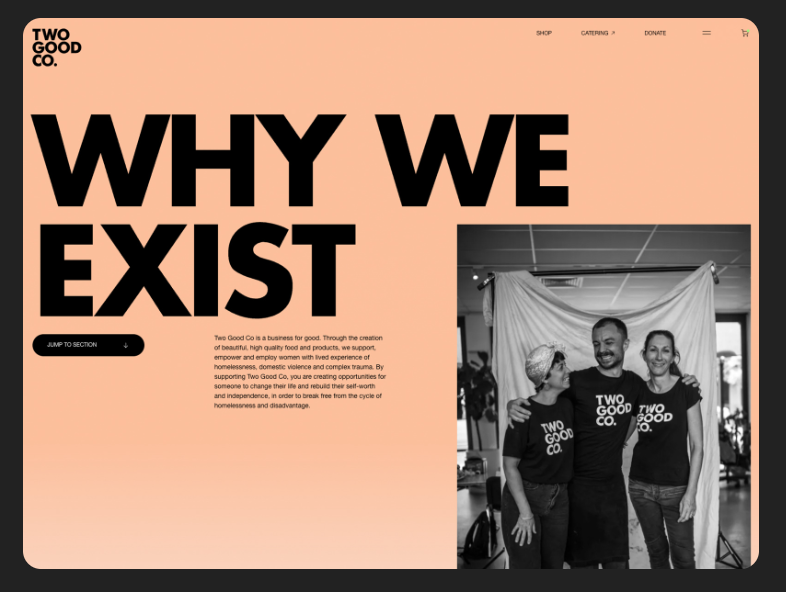 TWO
GOOD
CO.
SHOP
CATERING ↗
DONATE
WHY WE
EXIST
JUMP TO SECTION ↓
Two Good Co is a business for good. Through the creation
of beautiful, high quality food and products, we support,
empower and employ women with lived experience of
homelessness, domestic violence and complex trauma. By
supporting Two Good Co, you are creating opportunities for
someone to change their life and rebuild their self-worth
and independence, in order to break free from the cycle of
homelessness and disadvantage.
TWO
GOOD
CO.
TWO
GOOD
CO.
TWO
GOOD
CO.